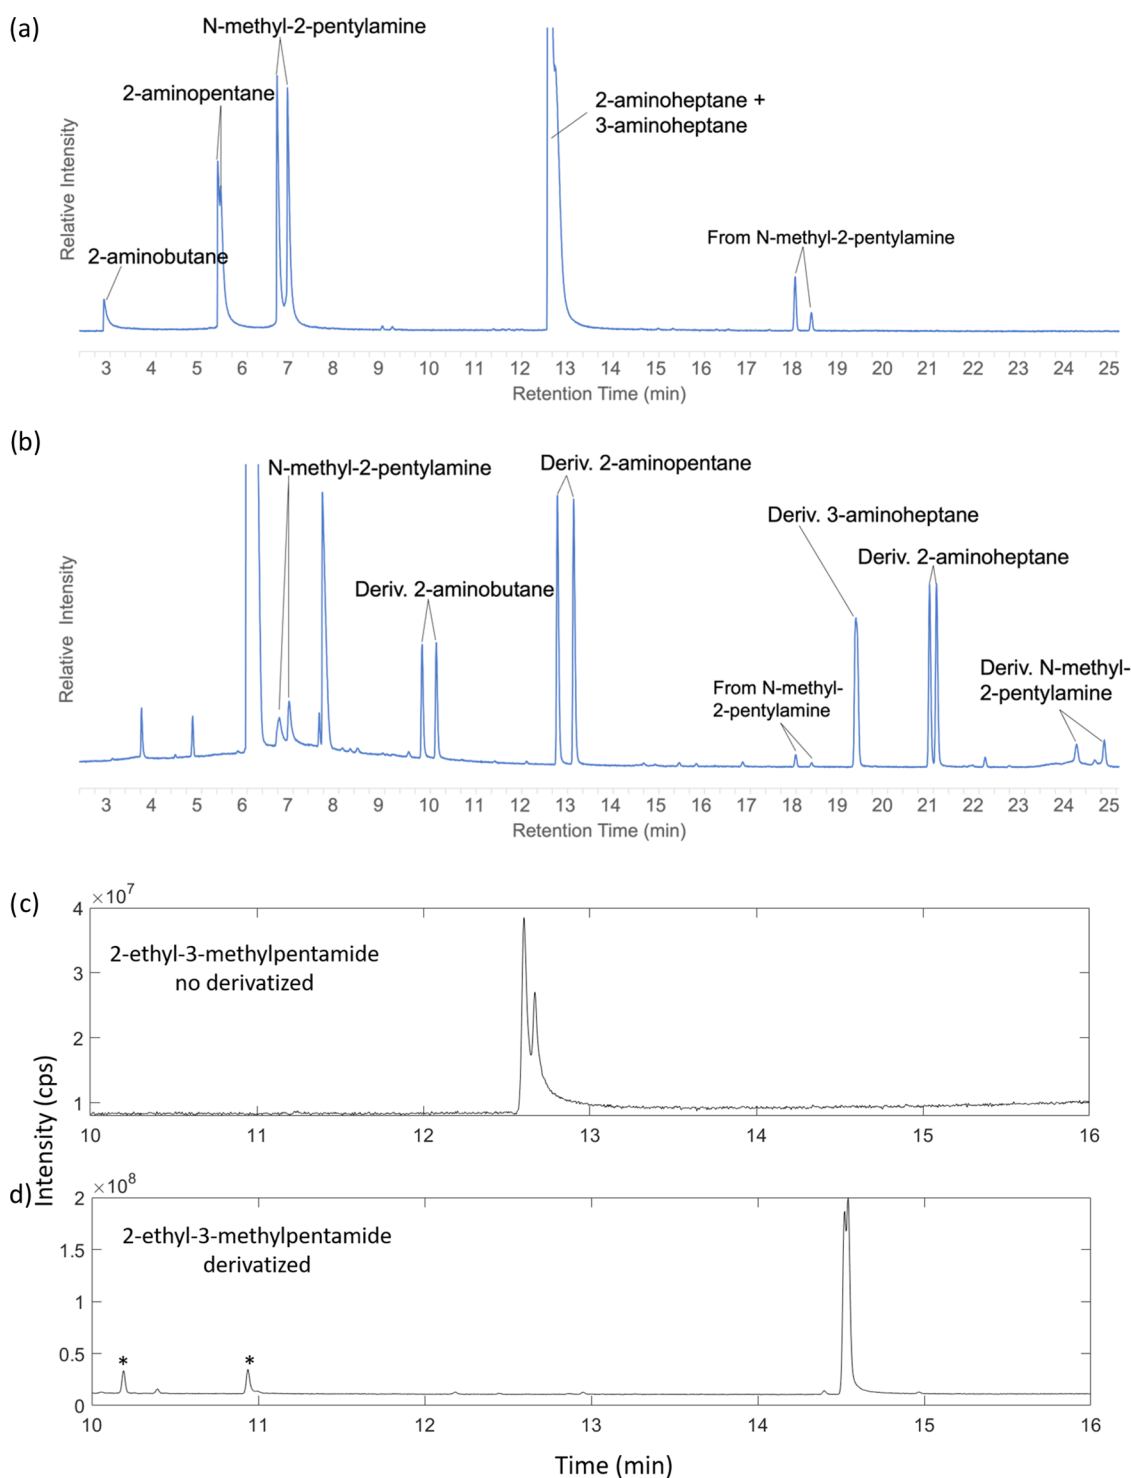 (a)
N-methyl-2-pentylamine
2-aminopentane
2-aminoheptane +
3-aminoheptane
2-aminobutane
From N-methyl-2-pentylamine
Relative Intensity
3 4 5 6 7 8 9 10 11 12 13 14 15 16 17 18 19 20 21 22 23 24 25
Retention Time (min)
(b)
N-methyl-2-pentylamine
Deriv. 2-aminopentane
Deriv. 3-aminoheptane
Deriv. 2-aminoheptane
Deriv. 2-aminobutane
Deriv. N-methyl-
2-pentylamine
From N-methyl-
2-pentylamine
Relative Intensity
3 4 5 6 7 8 9 10 11 12 13 14 15 16 17 18 19 20 21 22 23 24 25
Retention Time (min)
(c)
×10⁷
4
3
2
1
2-ethyl-3-methylpentamide
no derivatized
10 11 12 13 14 15 16
Intensity (cps)
d)
×10⁸
2
1.5
1
0.5
0
2-ethyl-3-methylpentamide
derivatized
* *
10 11 12 13 14 15 16
Time (min)